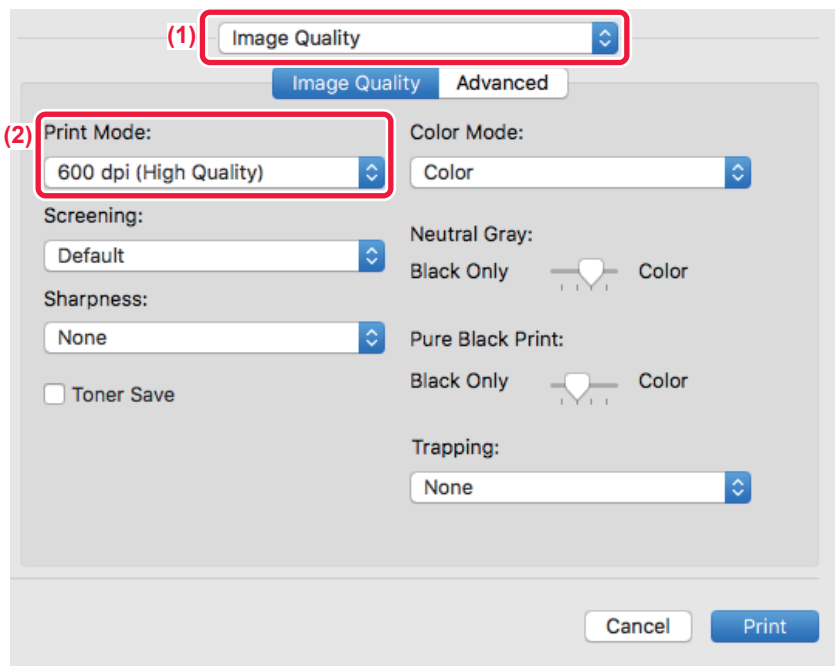 (1) Image Quality
Image Quality Advanced
(2) Print Mode:
600 dpi (High Quality)
Screening:
Default
Sharpness:
None
Toner Save
Color Mode:
Color
Neutral Gray:
Black Only Color
Pure Black Print:
Black Only Color
Trapping:
None
Cancel Print